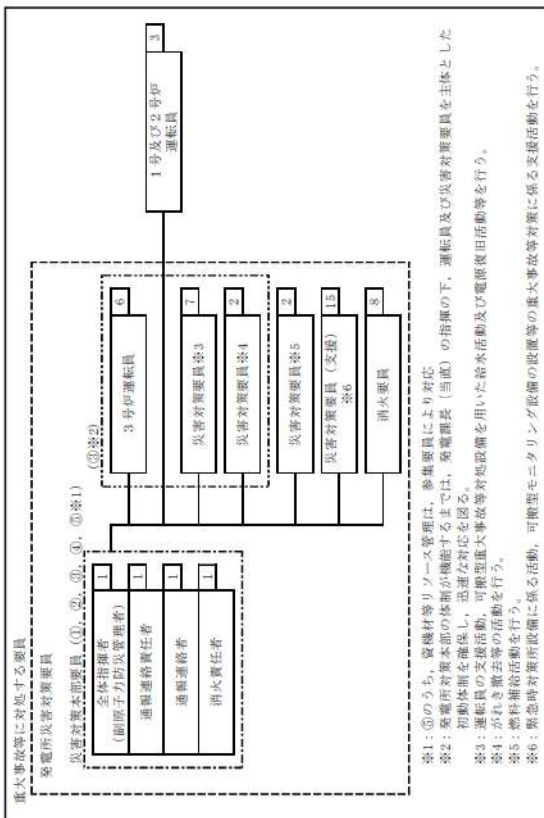 重大事故等に対処する要員
発電所災害対策要員
災害対策本部要員(①, ②, ③, ④, ⑤※1)
全体指揮者
(副原子力防災管理者)
1
通報連絡責任者
1
通報連絡者
1
消火責任者
1
(③※2)
3号炉運転員
6
災害対策要員※3
7
災害対策要員※4
2
災害対策要員※5
2
災害対策要員(支援)
※6
15
消火要員
8
1号及び2号炉
運転員
3
※1:⑤のうち,資機材等リソース管理は,参集要員により対応
※2:発電所対策本部の体制が機能するまでは,発電課長(当直)の指揮の下,運転員及び災害対策要員を主体とした
初動体制を確保し,迅速な対応を図る。
※3:運転員の支援活動,可搬型重大事故等対処設備を用いた給水活動及び電源復旧活動等を行う。
※4:がれき撤去等の活動を行う。
※5:燃料補給活動を行う。
※6:緊急時対策所設備に係る活動,可搬型モニタリング設備の設置等の重大事故等対策に係る支援活動を行う。